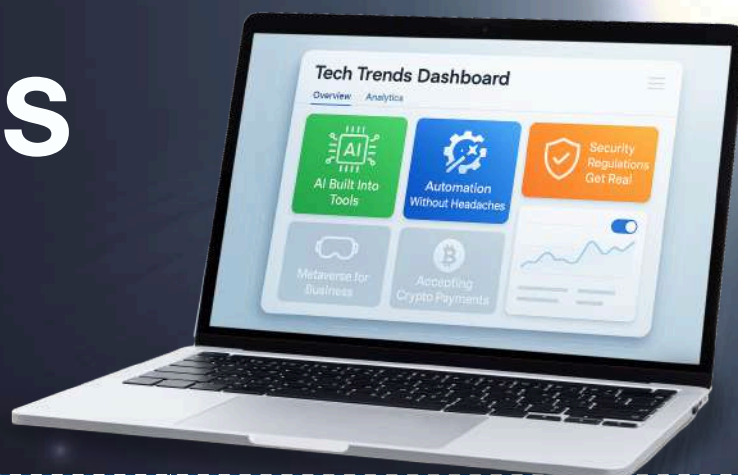 S
Tech Trends Dashboard
Overview Analytics
AI
AI Built Into
Tools
Automation
Without Headaches
Security
Regulations
Get Real
Metaverse for
Business
Accepting
Crypto Payments